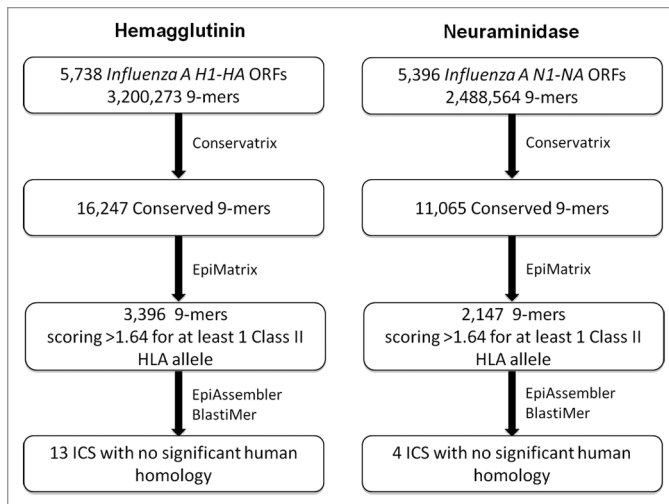 Hemagglutinin
5,738 Influenza A H1-HA ORFs
3,200,273 9-mers
Conservatrix
16,247 Conserved 9-mers
EpiMatrix
3,396 9-mers
scoring >1.64 for at least 1 Class II
HLA allele
EpiAssembler
BlastiMer
13 ICS with no significant human
homology
Neuraminidase
5,396 Influenza A N1-NA ORFs
2,488,564 9-mers
Conservatrix
11,065 Conserved 9-mers
EpiMatrix
2,147 9-mers
scoring >1.64 for at least 1 Class II
HLA allele
EpiAssembler
BlastiMer
4 ICS with no significant human
homology